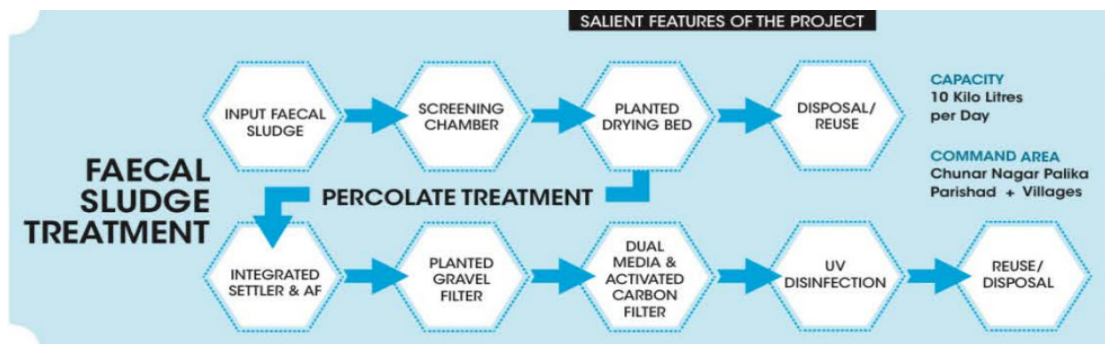 SALIENT FEATURES OF THE PROJECT
FAECAL
SLUDGE
TREATMENT
INPUT FAECAL
SLUDGE
SCREENING
CHAMBER
PLANTED
DRYING BED
DISPOSAL/
REUSE
CAPACITY
10 Kilo Litres
per Day
COMMAND AREA
Chunar Nagar Palika
Parishad + Villages
PERCOLATE TREATMENT
INTEGRATED
SETTLER & AF
PLANTED
GRAVEL
FILTER
DUAL
MEDIA &
ACTIVATED
CARBON
FILTER
UV
DISINFECTION
REUSE/
DISPOSAL